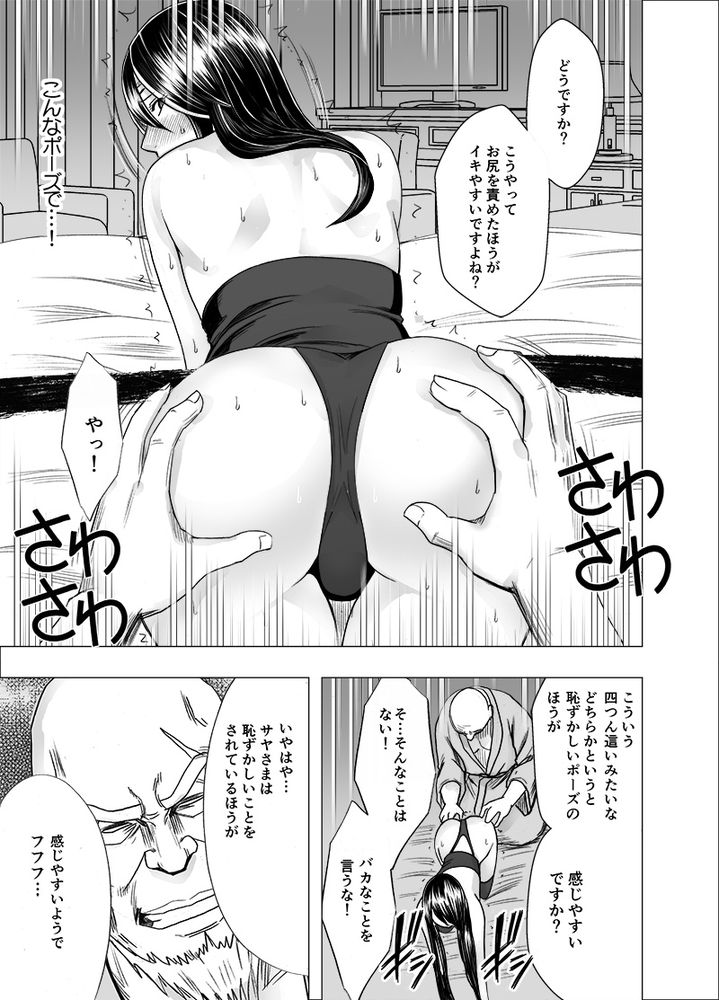 どうですか？
こうやって
お尻を責めたほうが
イキやすいですよね？
こんなポーズで…！
やっ！
さわ
さわ
さわ
さわ
こういう
四つん這いみたいな
どちらかというと
恥ずかしいポーズの
ほうが
感じやすい
ですか？
そ…そんなことは
ない！
バカなことを
言うな！
ギシ
ギシ
いやはや…
サヤさまは
恥ずかしいことを
されているほうが
感じやすいようで
フフフ…